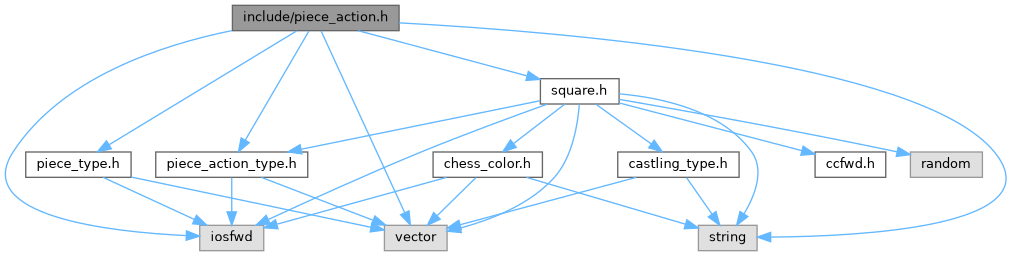 include/piece_action.h
square.h
piece_type.h
piece_action_type.h
chess_color.h
castling_type.h
ccfwd.h
random
iosfwd
vector
string